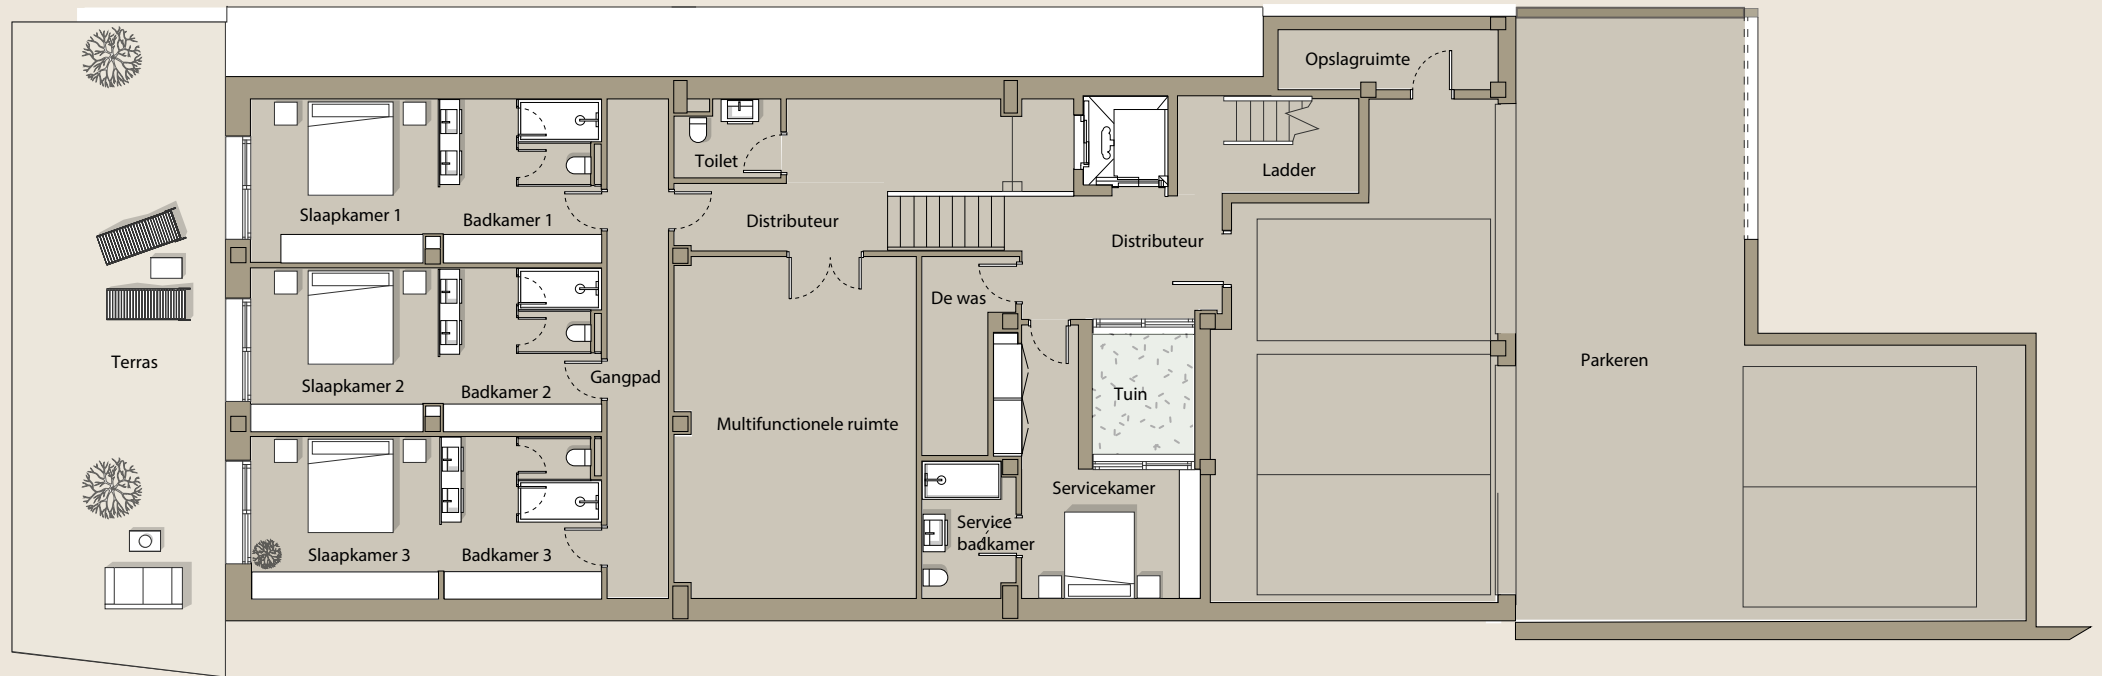 Opslagruimte
Toilet
Ladder
Slaapkamer 1
Badkamer 1
Distributeur
Distributeur
De was
Terras
Parkeren
Gangpad
Slaapkamer 2
Badkamer 2
Tuin
Multifunctionele ruimte
Servicekamer
Service
badkamer
Slaapkamer 3
Badkamer 3